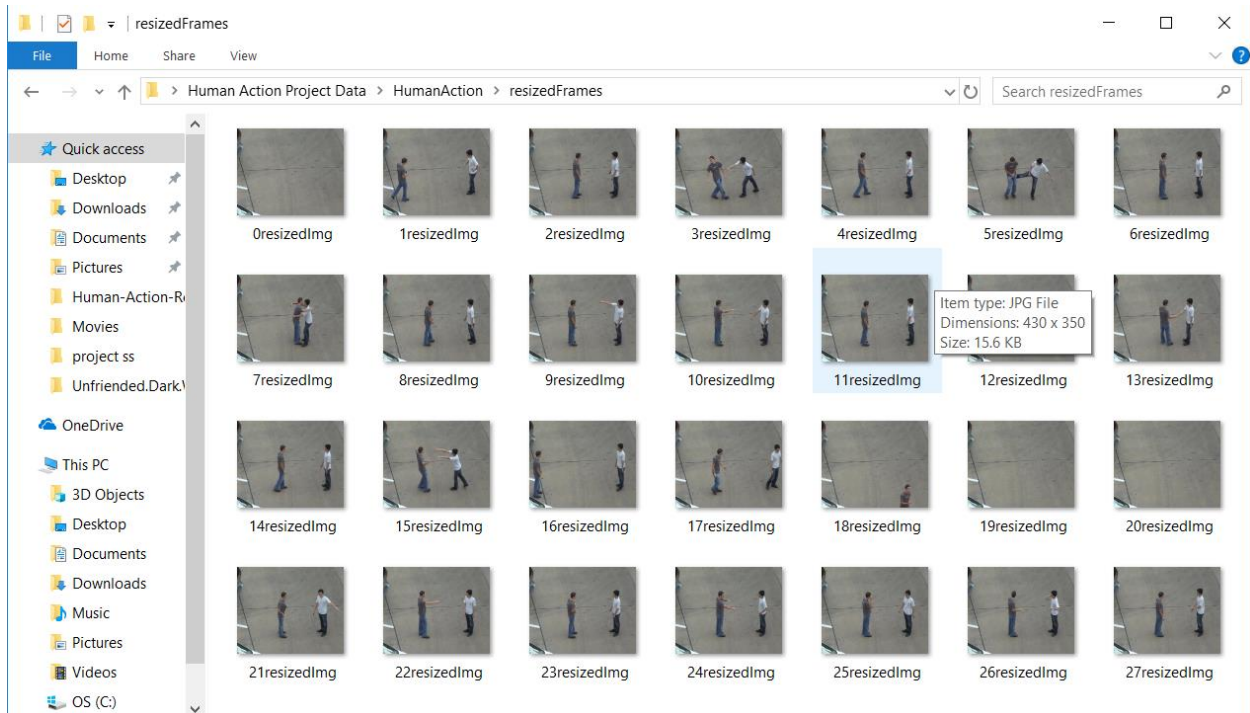 resizedFrames
File Home Share View
Human Action Project Data > HumanAction > resizedFrames
Search resizedFrames
Quick access
Desktop
Downloads
Documents
Pictures
Human-Action-R
Movies
project ss
Unfriended.Dark.
OneDrive
This PC
3D Objects
Desktop
Documents
Downloads
Music
Pictures
Videos
OS (C:)
0resizedImg 1resizedImg 2resizedImg 3resizedImg 4resizedImg 5resizedImg 6resizedImg
Item type: JPG File
Dimensions: 430 x 350
Size: 15.6 KB
7resizedImg 8resizedImg 9resizedImg 10resizedImg 11resizedImg 12resizedImg 13resizedImg
14resizedImg 15resizedImg 16resizedImg 17resizedImg 18resizedImg 19resizedImg 20resizedImg
21resizedImg 22resizedImg 23resizedImg 24resizedImg 25resizedImg 26resizedImg 27resizedImg